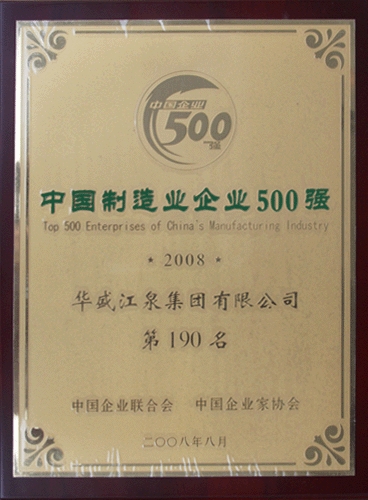 中国企业
500
强
中国制造业企业500强
Top 500 Enterprises of China's Manufacturing Industry
* 2008 *
华盛江泉集团有限公司
第190名
中国企业联合会 中国企业家协会
二〇〇八年八月